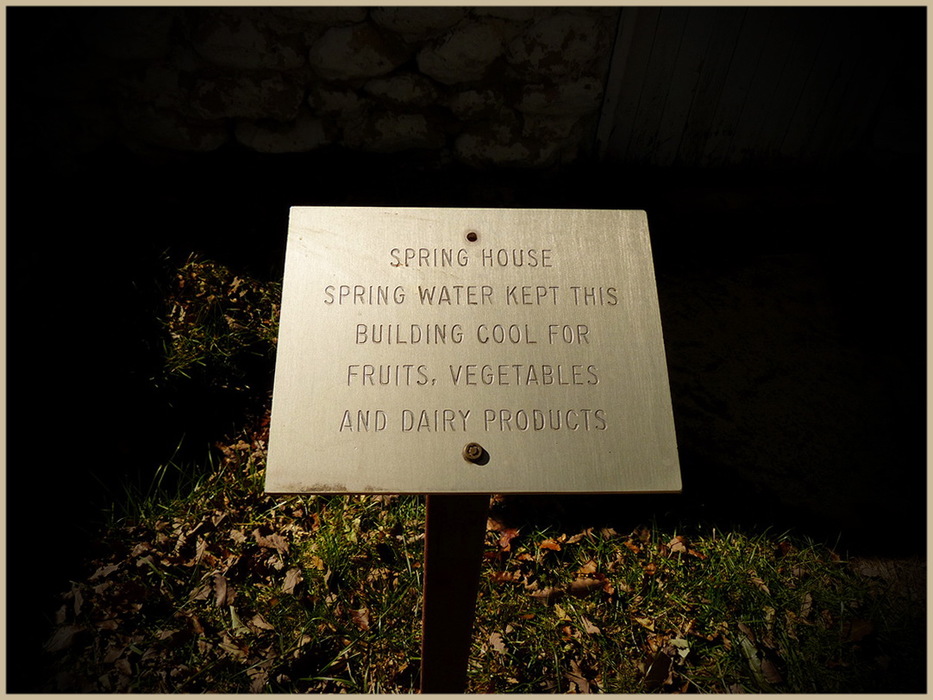 SPRING HOUSE
SPRING WATER KEPT THIS
BUILDING COOL FOR
FRUITS, VEGETABLES
AND DAIRY PRODUCTS